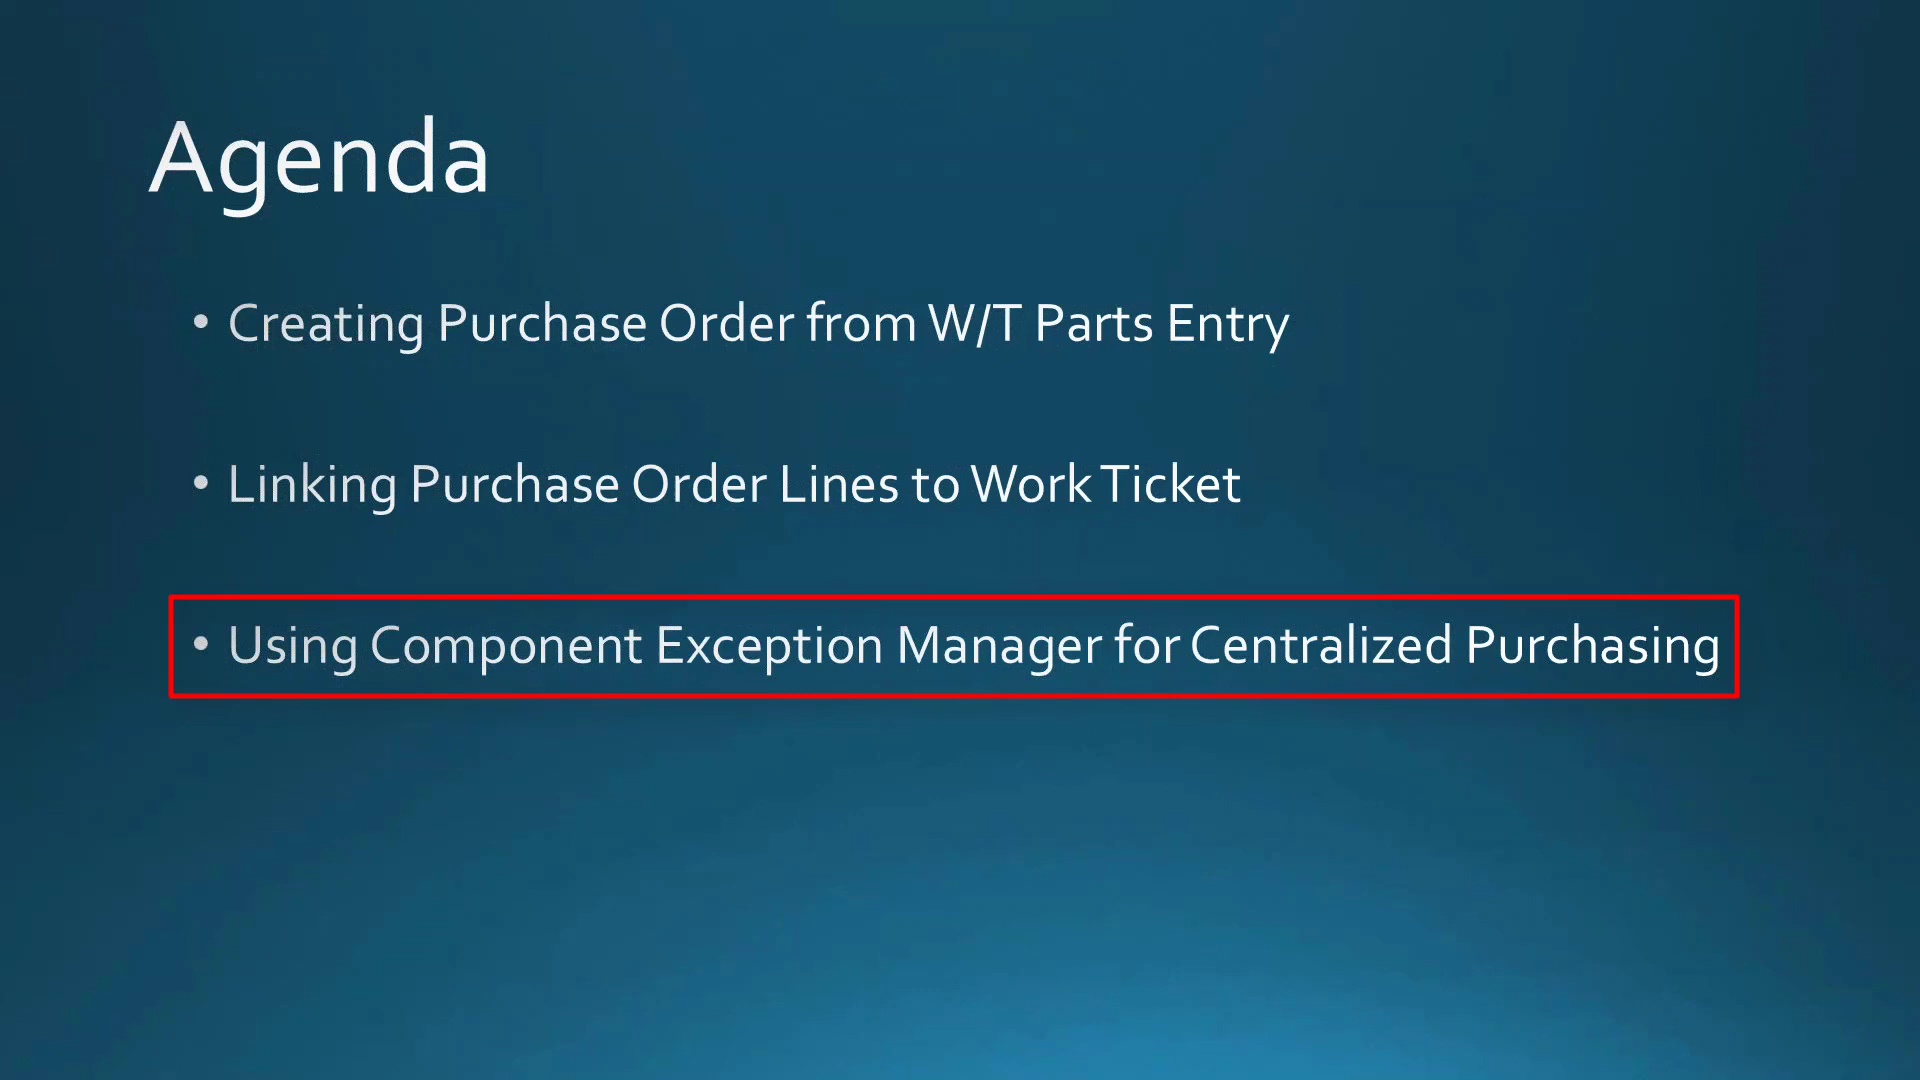 Agenda
• Creating Purchase Order from W/T Parts Entry
• Linking Purchase Order Lines to Work Ticket
• Using Component Exception Manager for Centralized Purchasing